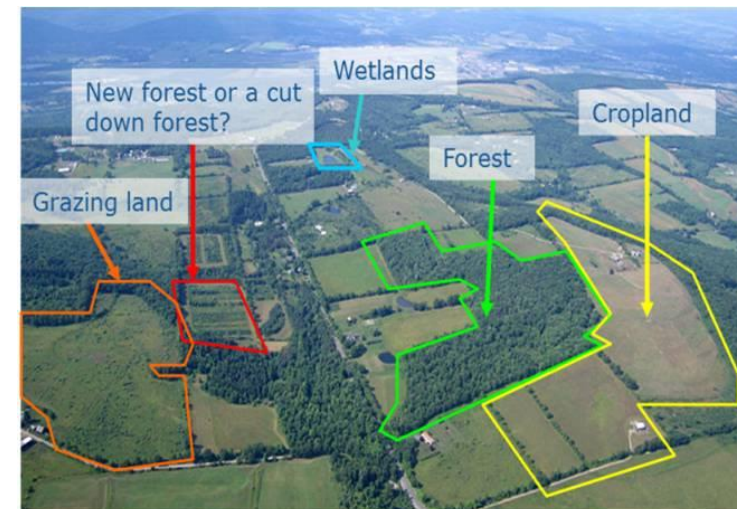 Wetlands
New forest or a cut
down forest?
Cropland
Forest
Grazing land